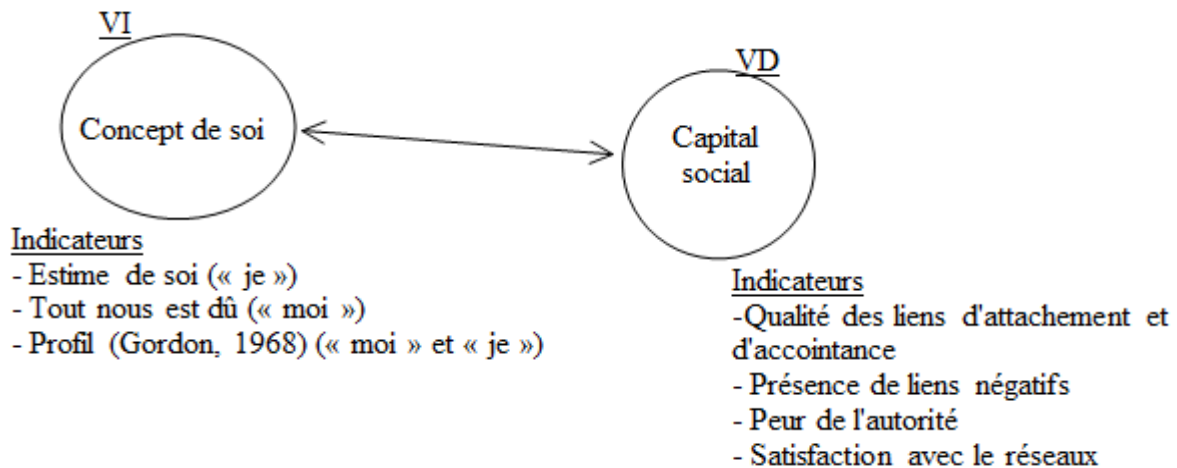 VI
Concept de soi
Indicateurs
- Estime de soi (« je »)
- Tout nous est dû (« moi »)
- Profil (Gordon, 1968) (« moi » et « je »)
VD
Capital
social
Indicateurs
-Qualité des liens d'attachement et
d'accointance
- Présence de liens négatifs
- Peur de l'autorité
- Satisfaction avec le réseaux